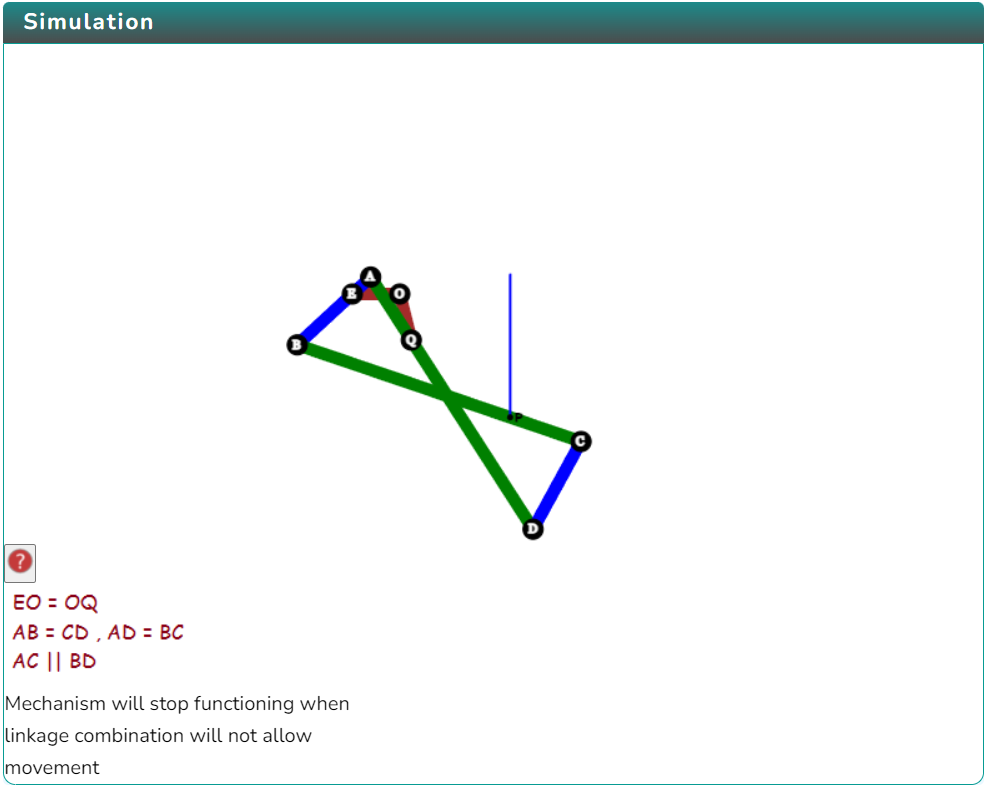 Simulation
A
E
O
B
Q
P
C
D
?
EO = OQ
AB = CD , AD = BC
AC || BD
Mechanism will stop functioning when
linkage combination will not allow
movement